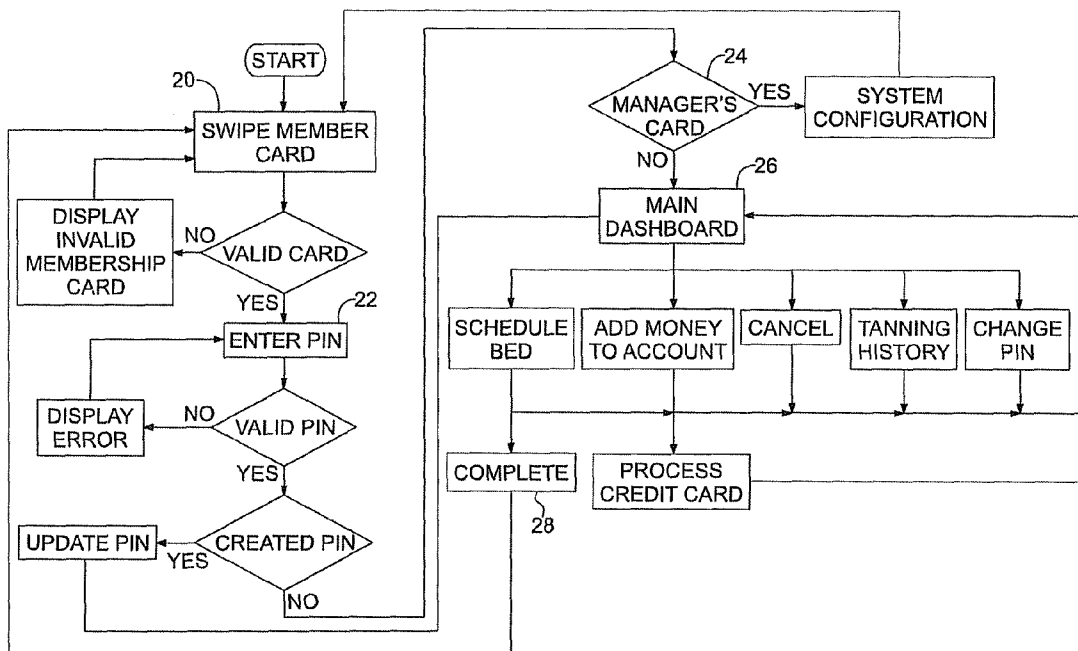 START
20
SWIPE MEMBER
CARD
DISPLAY
INVALID
MEMBERSHIP
CARD
NO
VALID CARD
YES
22
ENTER PIN
DISPLAY
ERROR
NO
VALID PIN
YES
UPDATE PIN
YES
CREATED PIN
NO
24
MANAGER'S
CARD
YES
SYSTEM
CONFIGURATION
NO
26
MAIN
DASHBOARD
SCHEDULE
BED
ADD MONEY
TO ACCOUNT
CANCEL
TANNING
HISTORY
CHANGE
PIN
COMPLETE
28
PROCESS
CREDIT CARD